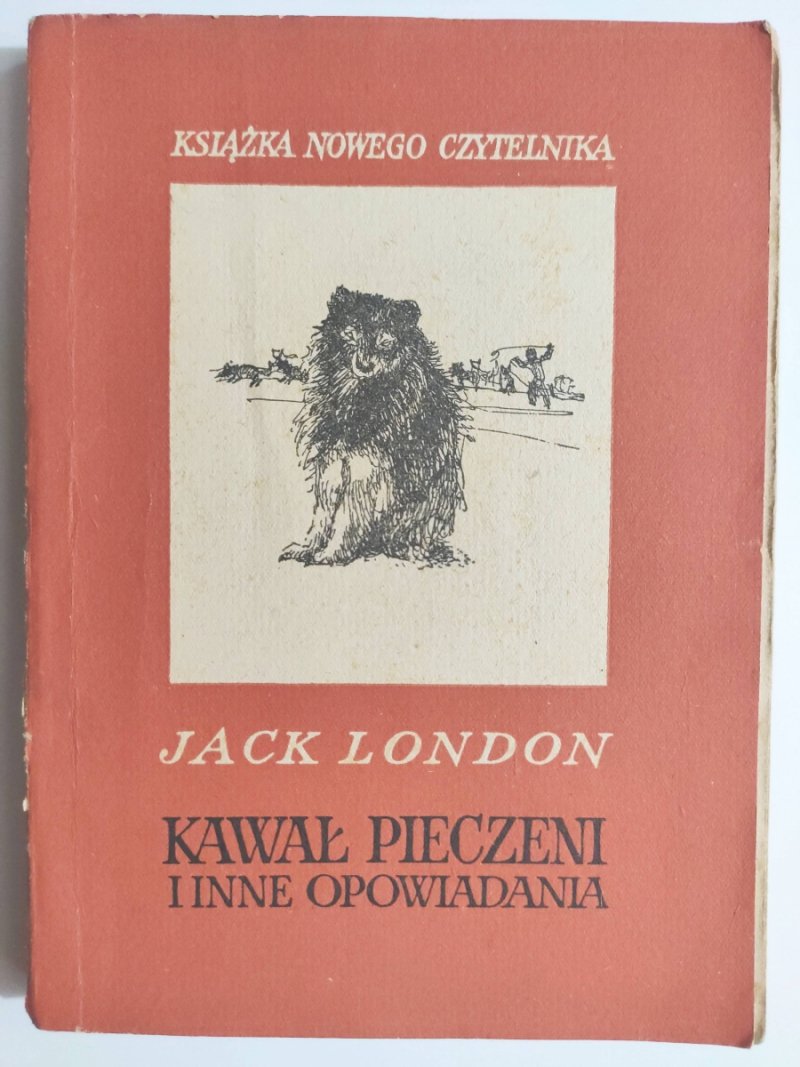 KSIĄŻKA NOWEGO CZYTELNIKA
JACK LONDON
KAWAŁ PIECZENI
I INNE OPOWIADANIA